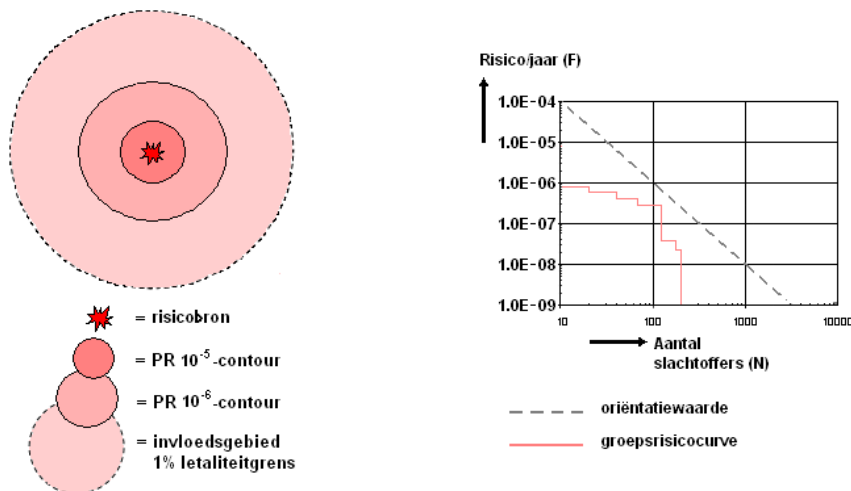 = risicobron
= PR 10-5-contour
= PR 10-6-contour
= invloedsgebied
1% letaliteitgrens
Risico/jaar (F)
1.0E-04
1.0E-05
1.0E-06
1.0E-07
1.0E-08
1.0E-09
10 100 1000 10000
Aantal
slachtoffers (N)
oriëntatiewaarde
groepsrisicocurve